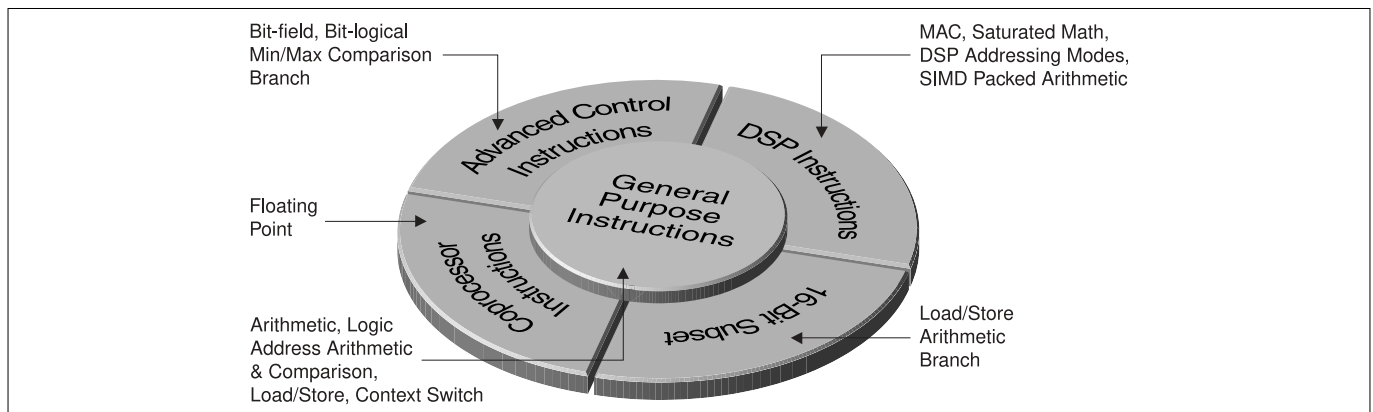 Bit-field, Bit-logical
Min/Max Comparison
Branch
MAC, Saturated Math,
DSP Addressing Modes,
SIMD Packed Arithmetic
Advanced Control
Instructions
DSP Instructions
General
Purpose
Instructions
Floating
Point
Coprocessor
Instructions
16-Bit Subset
Arithmetic, Logic
Address Arithmetic
& Comparison,
Load/Store, Context Switch
Load/Store
Arithmetic
Branch